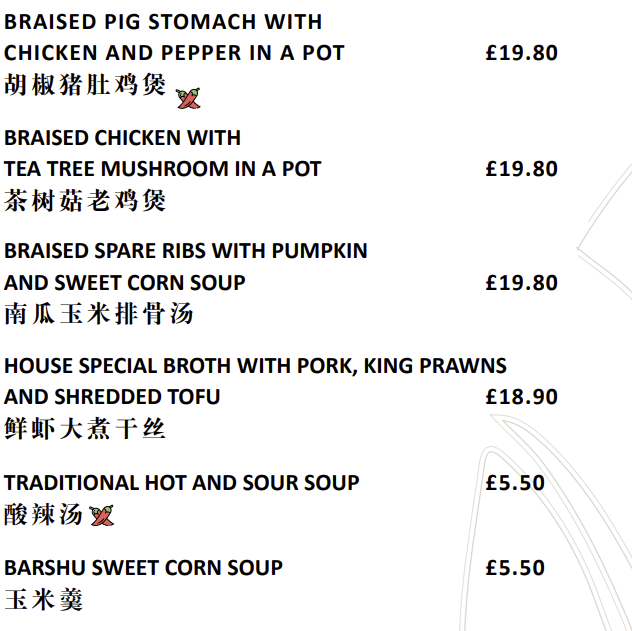 BRAISED PIG STOMACH WITH
CHICKEN AND PEPPER IN A POT £19.80
胡椒猪肚鸡煲
BRAISED CHICKEN WITH
TEA TREE MUSHROOM IN A POT £19.80
茶树菇老鸡煲
BRAISED SPARE RIBS WITH PUMPKIN
AND SWEET CORN SOUP £19.80
南瓜玉米排骨汤
HOUSE SPECIAL BROTH WITH PORK, KING PRAWNS
AND SHREDDED TOFU £18.90
鲜虾大煮干丝
TRADITIONAL HOT AND SOUR SOUP £5.50
酸辣汤
BARSHU SWEET CORN SOUP £5.50
玉米羹